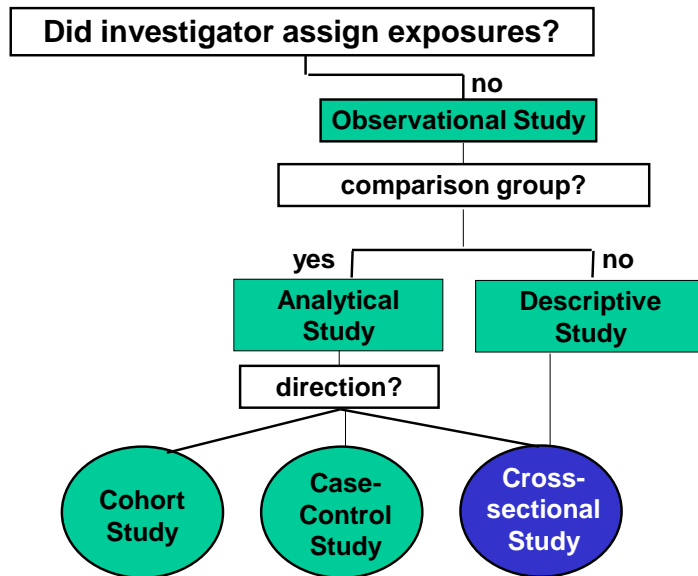 Did investigator assign exposures?
no
Observational Study
comparison group?
yes
no
Analytical
Study
Descriptive
Study
direction?
Cohort
Study
Case-
Control
Study
Cross-
sectional
Study